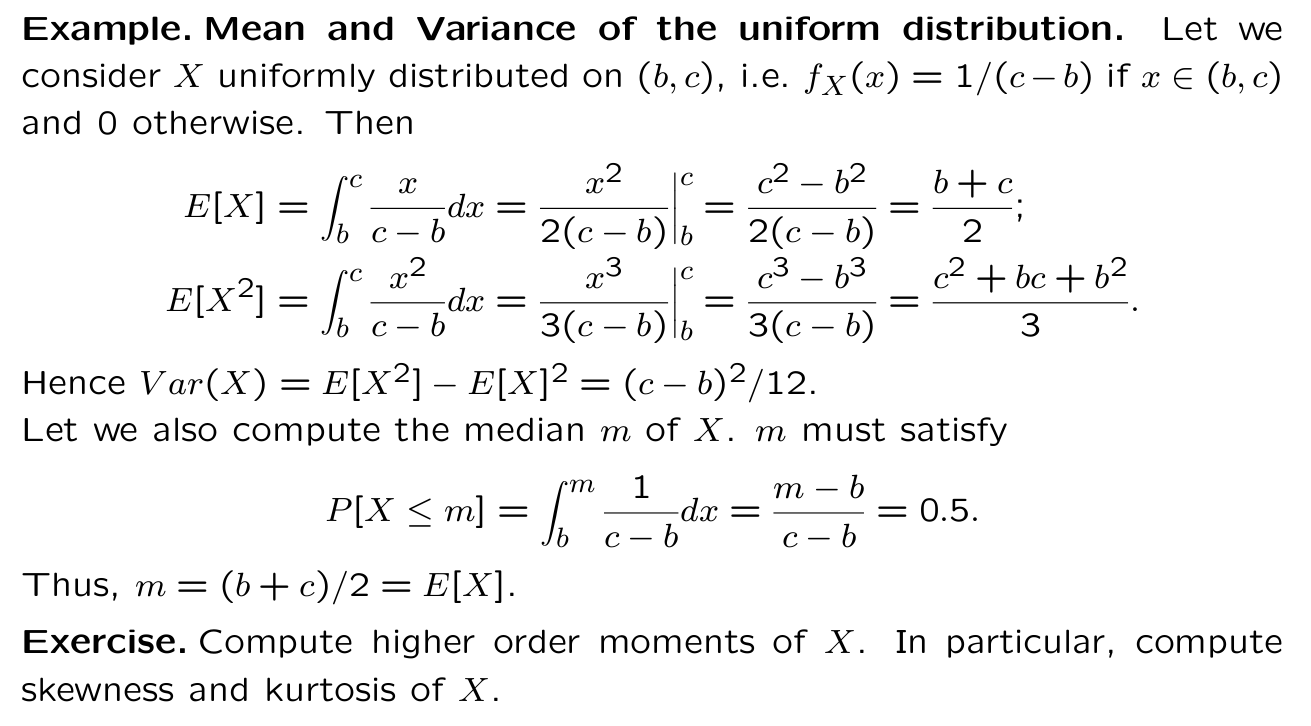 Example. Mean and Variance of the uniform distribution. Let we
consider $X$ uniformly distributed on $(b, c)$, i.e. $f_X(x) = 1/(c-b)$ if $x \in (b, c)$
and 0 otherwise. Then
$E[X] = \int_b^c \frac{x}{c-b}dx = \left.\frac{x^2}{2(c-b)}\right|_b^c = \frac{c^2-b^2}{2(c-b)} = \frac{b+c}{2};$
$E[X^2] = \int_b^c \frac{x^2}{c-b}dx = \left.\frac{x^3}{3(c-b)}\right|_b^c = \frac{c^3-b^3}{3(c-b)} = \frac{c^2+bc+b^2}{3}.$
Hence $Var(X) = E[X^2] - E[X]^2 = (c-b)^2/12.$
Let we also compute the median $m$ of $X$. $m$ must satisfy
$P[X \leq m] = \int_b^m \frac{1}{c-b}dx = \frac{m-b}{c-b} = 0.5.$
Thus, $m = (b+c)/2 = E[X].$
Exercise. Compute higher order moments of $X$. In particular, compute
skewness and kurtosis of $X$.